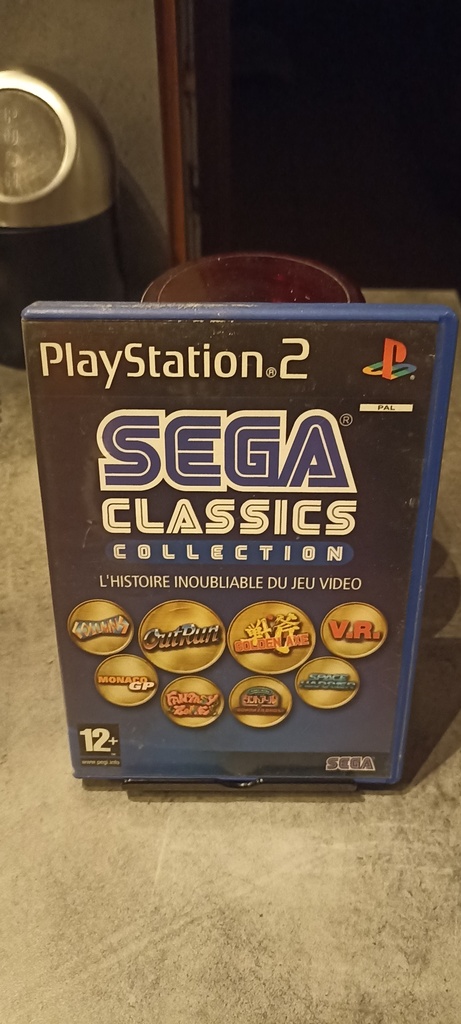 PlayStation®2
PAL
SEGA®
CLASSICS
COLLECTION
L'HISTOIRE INOUBLIABLE DU JEU VIDEO
OutRun
GOLDEN AXE
V.R.
MONACO GP
FANTASY ZONE
SPACE HARRIER
12+
www.pegi.info
SEGA